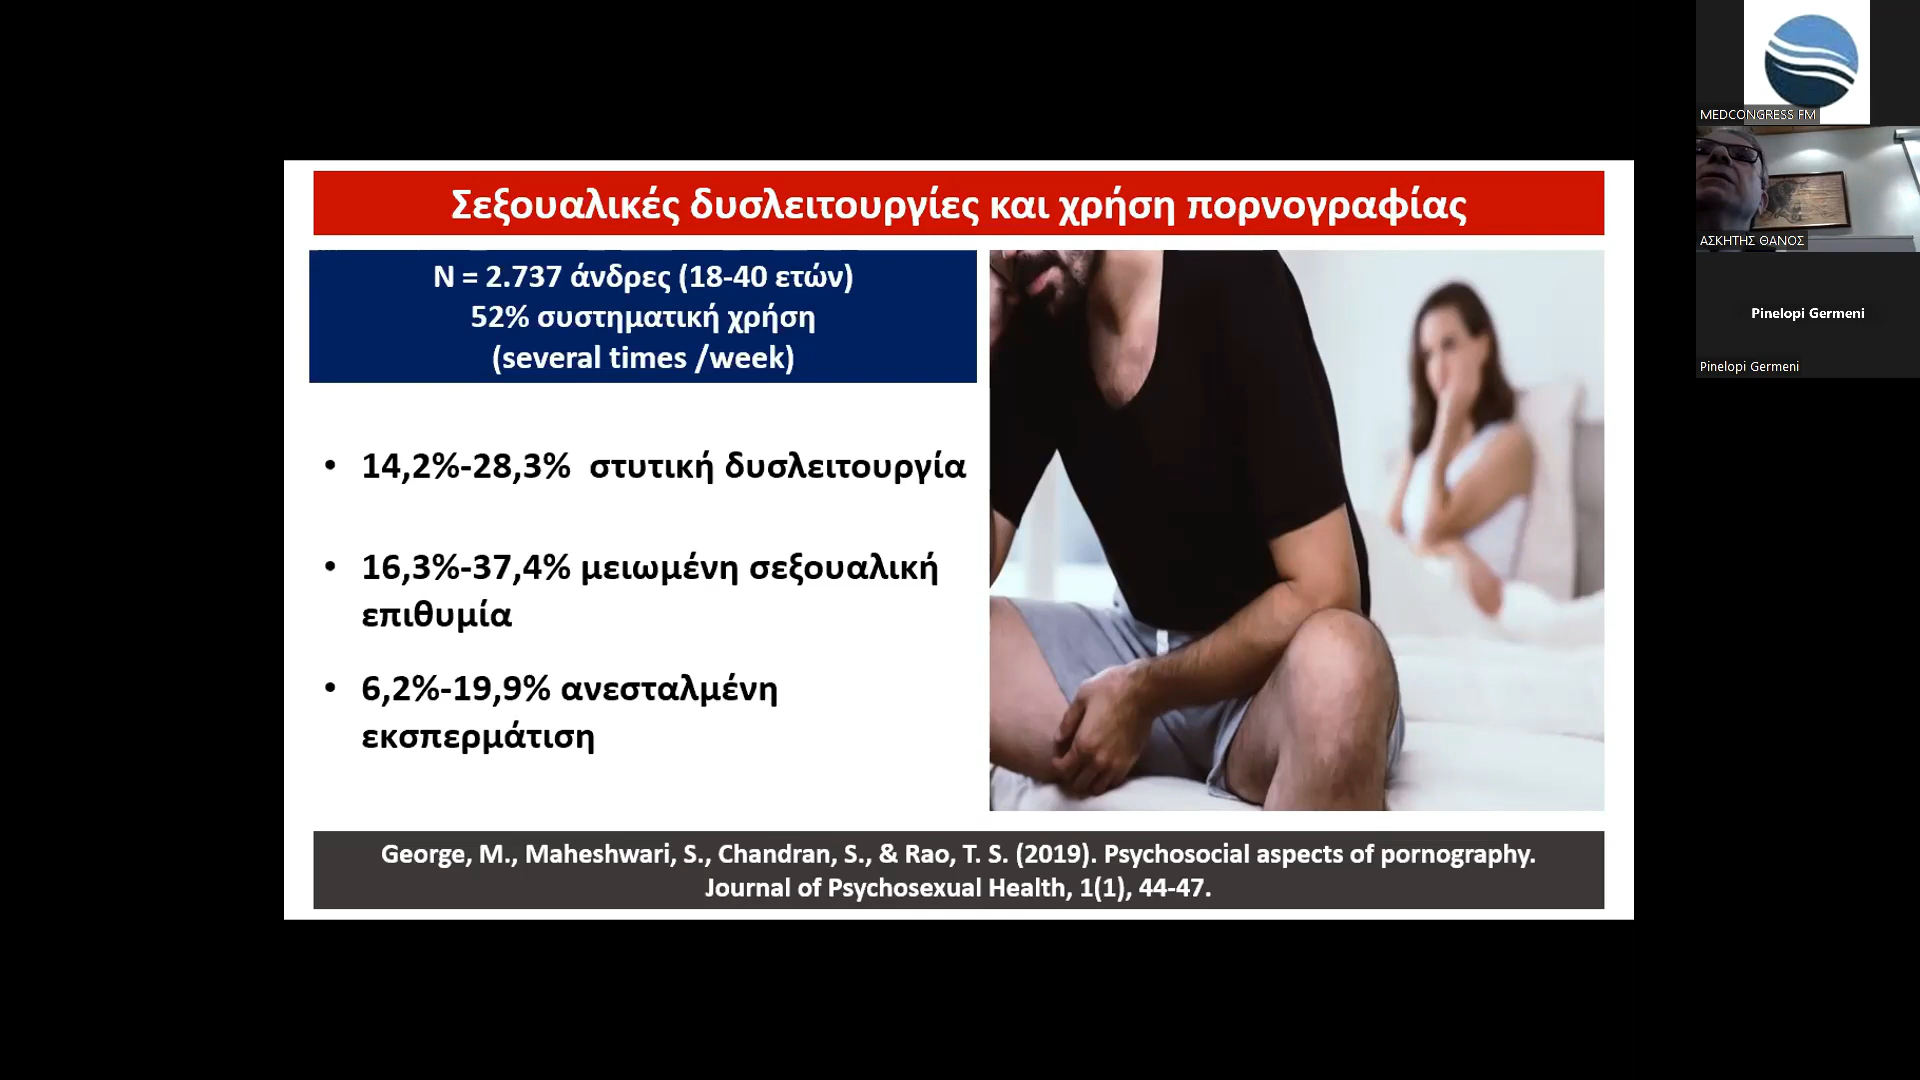 Σεξουαλικές δυσλειτουργίες και χρήση πορνογραφίας
N = 2.737 άνδρες (18-40 ετών)
52% συστηματική χρήση
(several times /week)
• 14,2%-28,3% στυτική δυσλειτουργία
• 16,3%-37,4% μειωμένη σεξουαλική
επιθυμία
• 6,2%-19,9% ανεσταλμένη
εκσπερμάτιση
George, M., Maheshwari, S., Chandran, S., & Rao, T. S. (2019). Psychosocial aspects of pornography.
Journal of Psychosexual Health, 1(1), 44-47.
MEDCONGRESS FM
ΑΣΚΗΤΗΣ ΘΑΝΟΣ
Pinelopi Germeni
Pinelopi Germeni